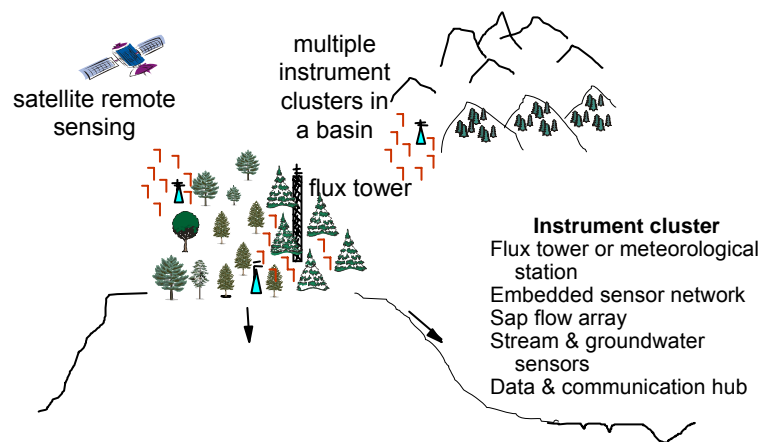 satellite remote
sensing
multiple
instrument
clusters in
a basin
flux tower
Instrument cluster
Flux tower or meteorological
station
Embedded sensor network
Sap flow array
Stream & groundwater
sensors
Data & communication hub